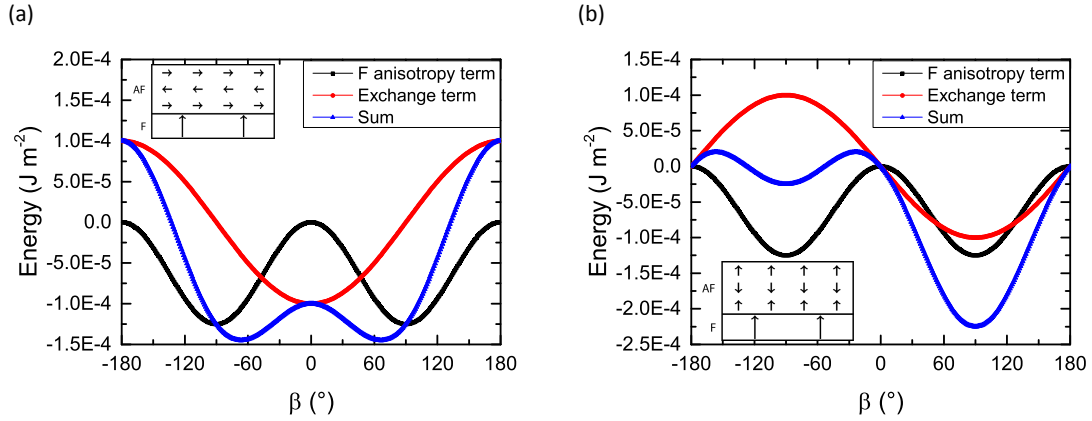 (a)
(b)
2.0E-4
1.5E-4
1.0E-4
5.0E-5
0.0
-5.0E-5
-1.0E-4
-1.5E-4
Energy (J m⁻²)
AF
F
F anisotropy term
Exchange term
Sum
-180 -120 -60 0 60 120 180
β (°)
1.0E-4
5.0E-5
0.0
-5.0E-5
-1.0E-4
-1.5E-4
-2.0E-4
-2.5E-4
Energy (J m⁻²)
F anisotropy term
Exchange term
Sum
AF
F
-180 -120 -60 0 60 120 180
β (°)